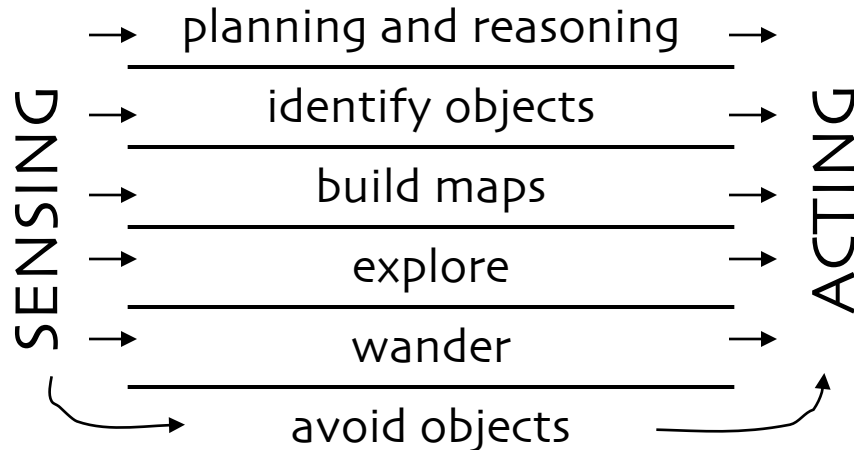 SENSING
planning and reasoning
identify objects
build maps
explore
wander
avoid objects
ACTING